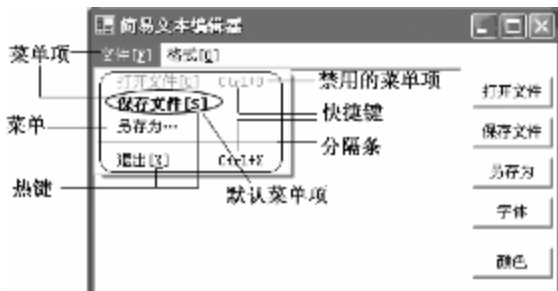 简易文本编辑器
菜单项
文件[F] 格式[O]
打开文件[O] Ctrl+O
禁用的菜单项
打开文件
保存文件[S]
快捷键
菜单
另存为…
保存文件
分隔条
退出[X] Ctrl+X
另存为
热键
默认菜单项
字体
颜色